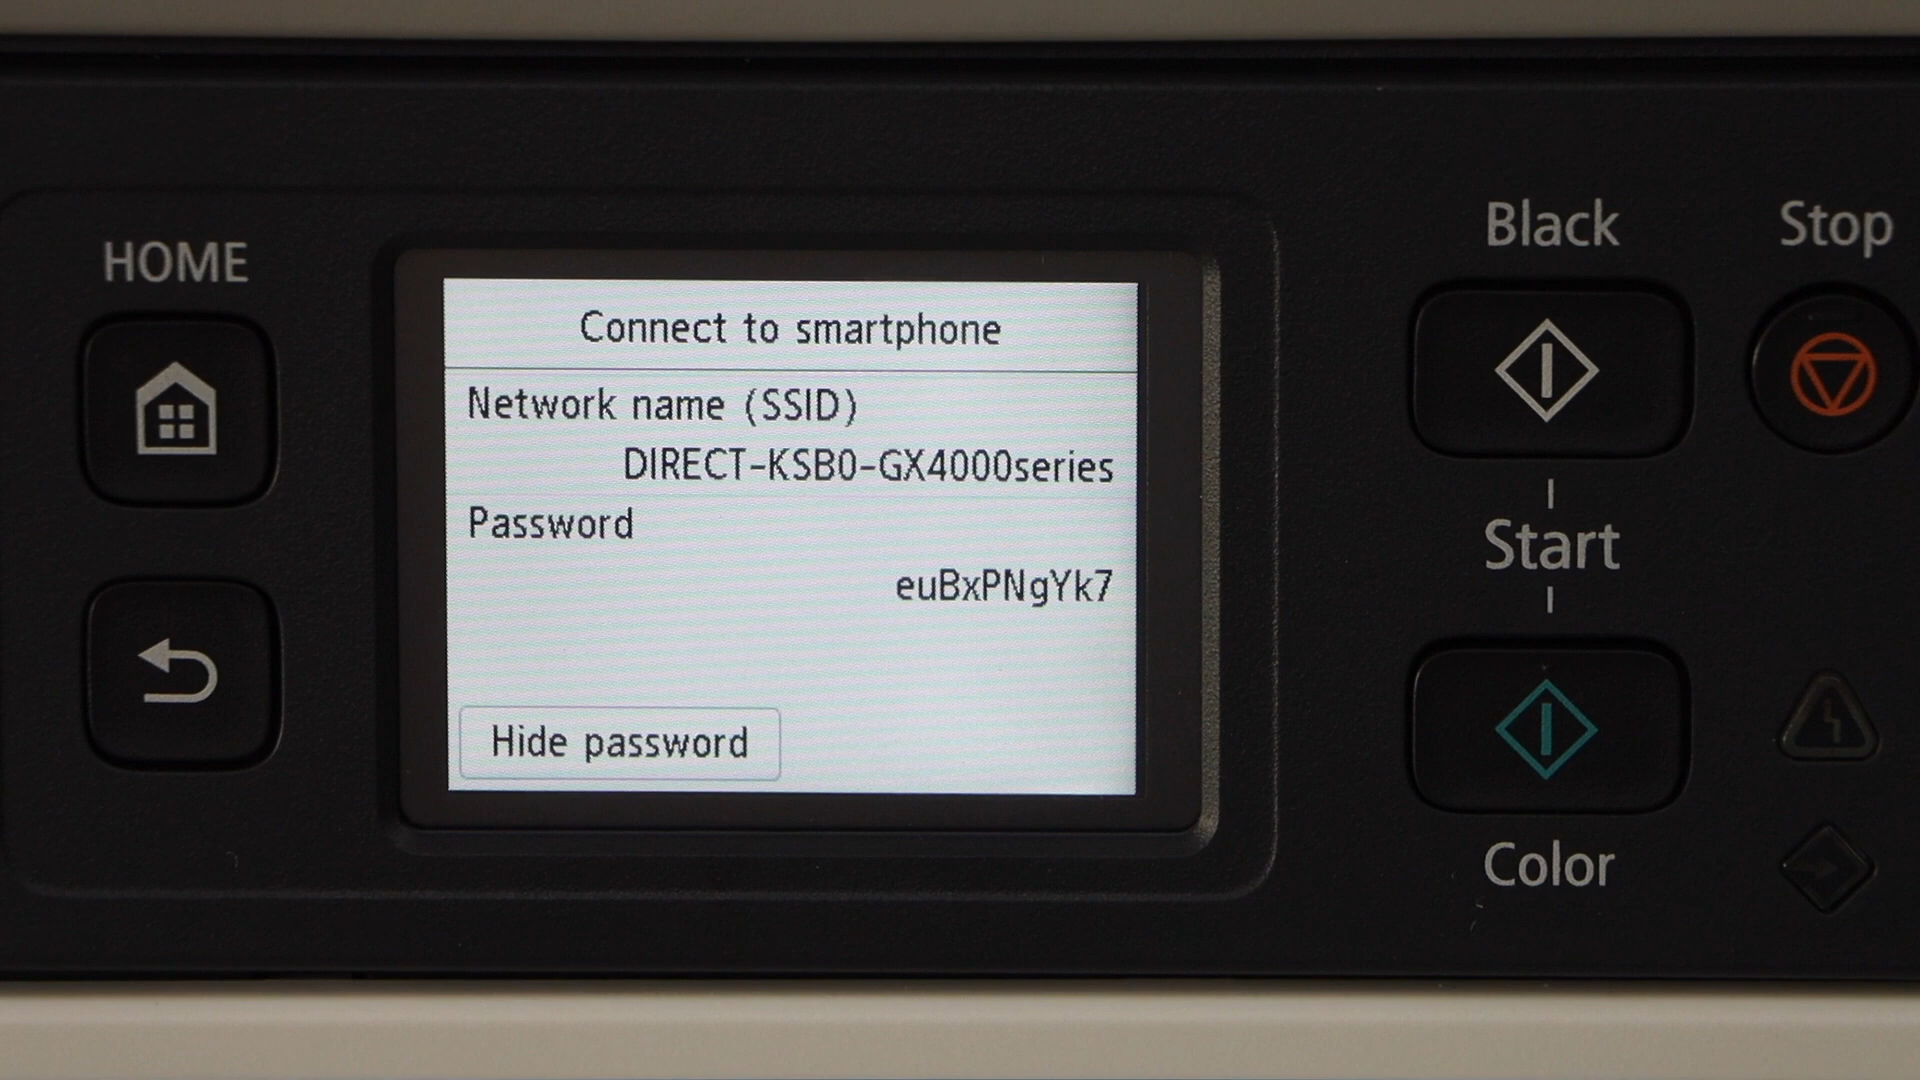 HOME
Connect to smartphone
Network name (SSID)
DIRECT-KSB0-GX4000series
Password
euBxPNgYk7
Hide password
Black
Stop
Start
Color